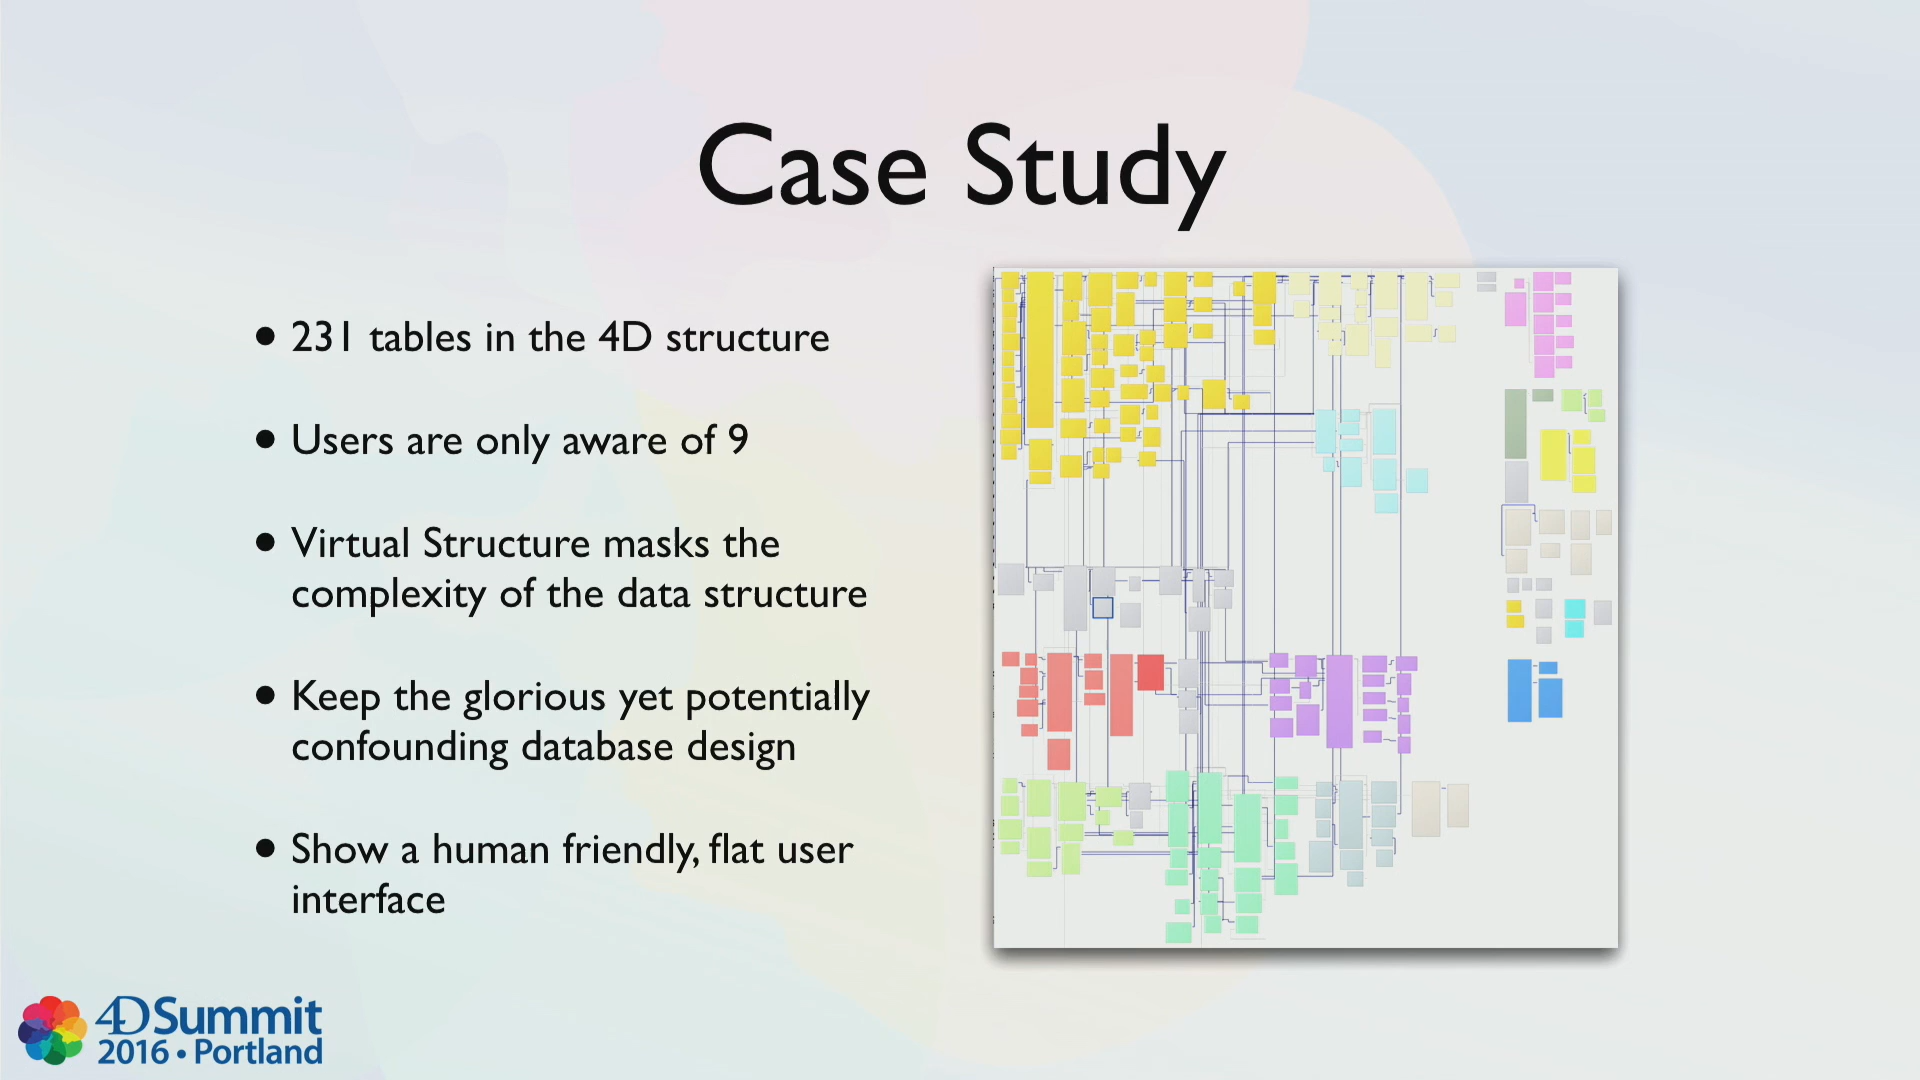 Case Study
• 231 tables in the 4D structure
• Users are only aware of 9
• Virtual Structure masks the
complexity of the data structure
• Keep the glorious yet potentially
confounding database design
• Show a human friendly, flat user
interface
4D Summit
2016 • Portland